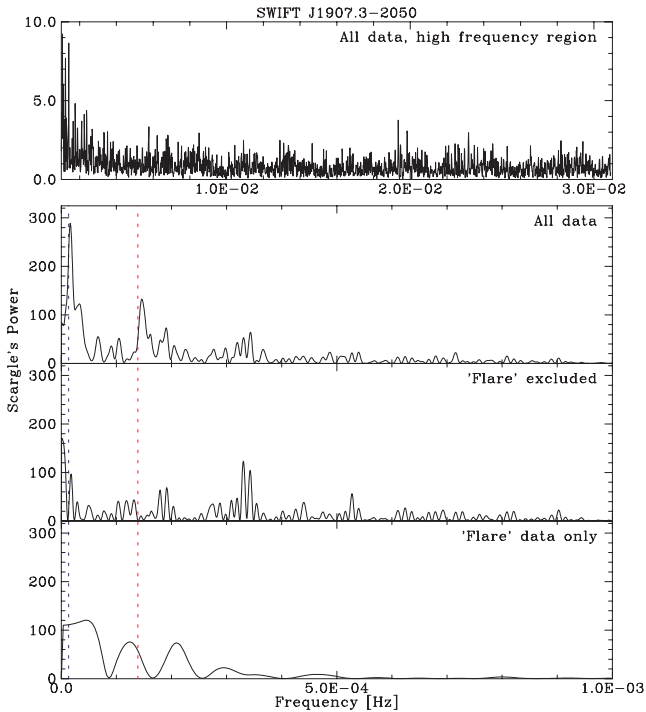 SWIFT J1907.3-2050
10.0
All data, high frequency region
5.0
0.0
1.0E-02
2.0E-02
3.0E-02
300
All data
200
100
0
300
'Flare' excluded
200
100
0
300
'Flare' data only
200
100
0
0.0
5.0E-04
1.0E-03
Scargle's Power
Frequency [Hz]